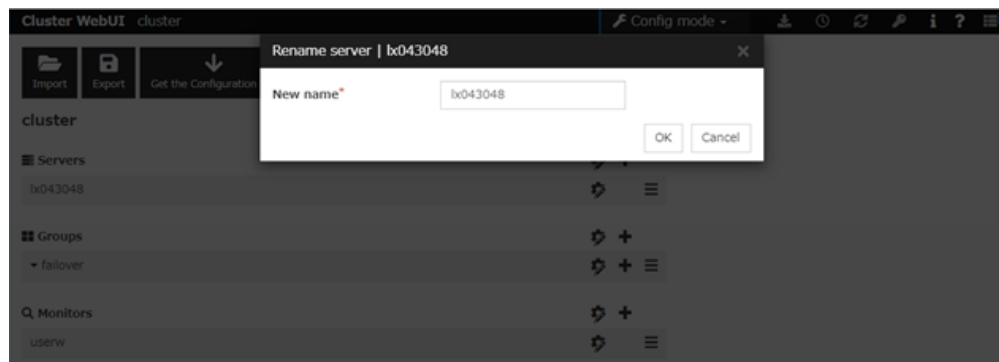 Cluster WebUI cluster Config mode
Rename server | lx043048
Import Export Get the Configuration
New name* lx043048
OK Cancel
cluster
Servers
lx043048
Groups
failover
Monitors
userw